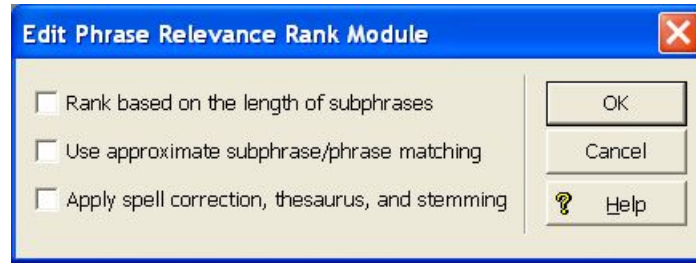 Edit Phrase Relevance Rank Module
Rank based on the length of subphrases
OK
Use approximate subphrase/phrase matching
Cancel
Apply spell correction, thesaurus, and stemming
? Help